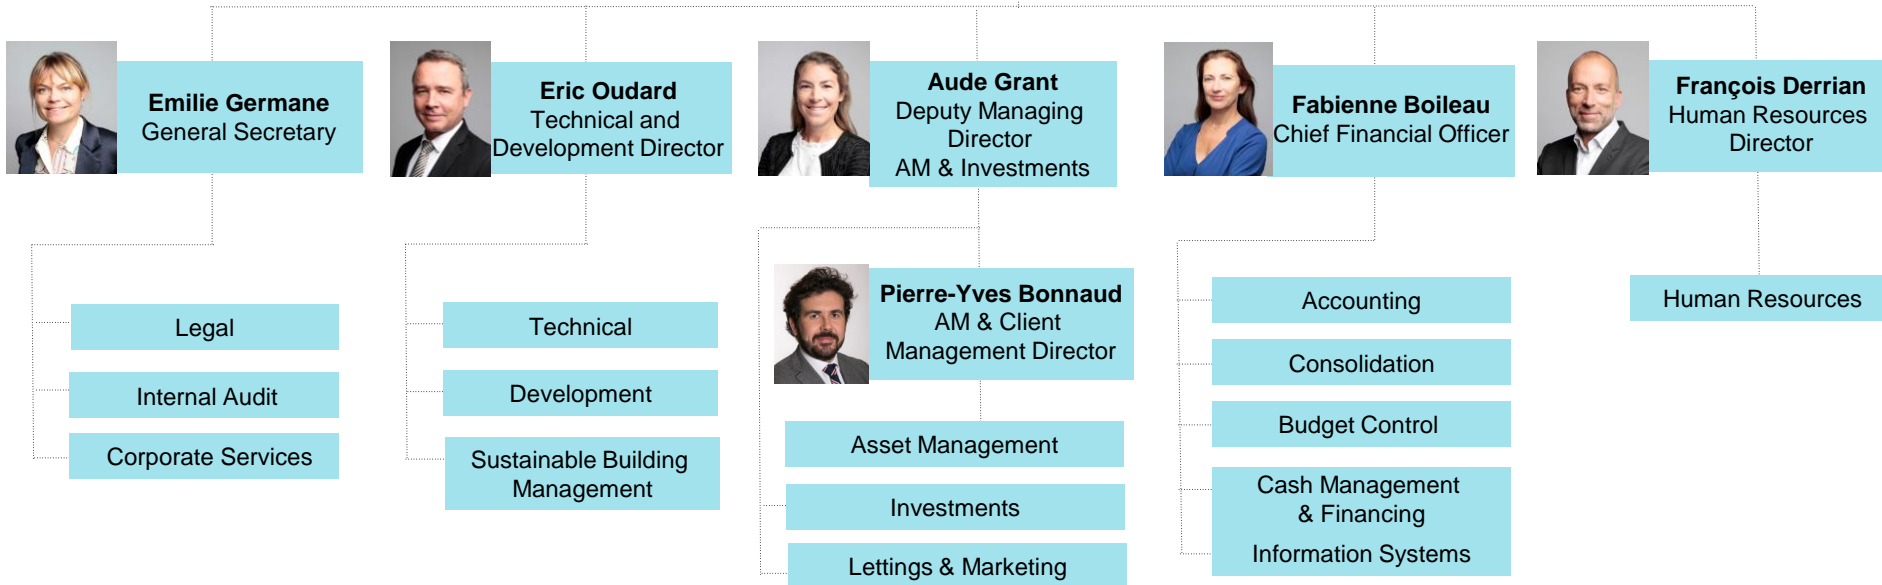 Emilie Germane
General Secretary
Legal
Internal Audit
Corporate Services
Eric Oudard
Technical and
Development Director
Technical
Development
Sustainable Building
Management
Aude Grant
Deputy Managing
Director
AM & Investments
Pierre-Yves Bonnaud
AM & Client
Management Director
Asset Management
Investments
Lettings & Marketing
Fabienne Boileau
Chief Financial Officer
Accounting
Consolidation
Budget Control
Cash Management
& Financing
Information Systems
François Derrian
Human Resources
Director
Human Resources